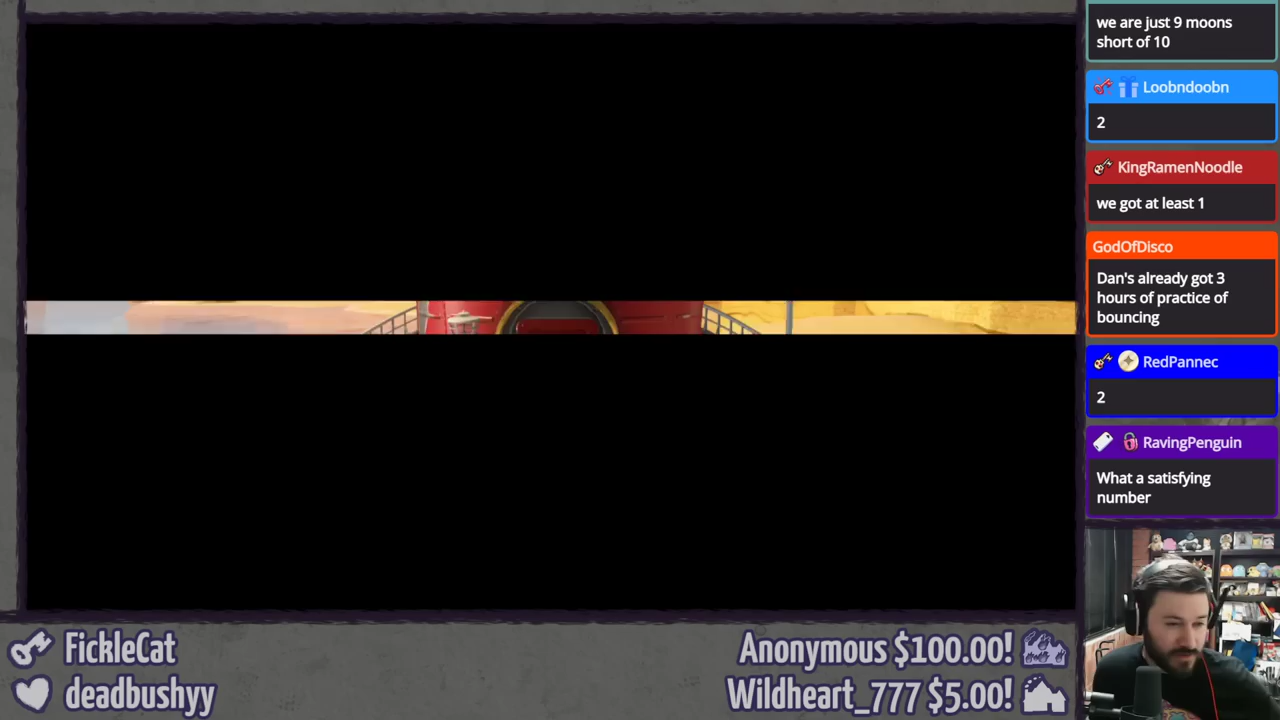 we are just 9 moons
short of 10
Loobndoobn
2
KingRamenNoodle
we got at least 1
GodOfDisco
Dan's already got 3
hours of practice of
bouncing
RedPannec
2
RavingPenguin
What a satisfying
number
FickleCat
deadbushyy
Anonymous $100.00!
Wildheart_777 $5.00!